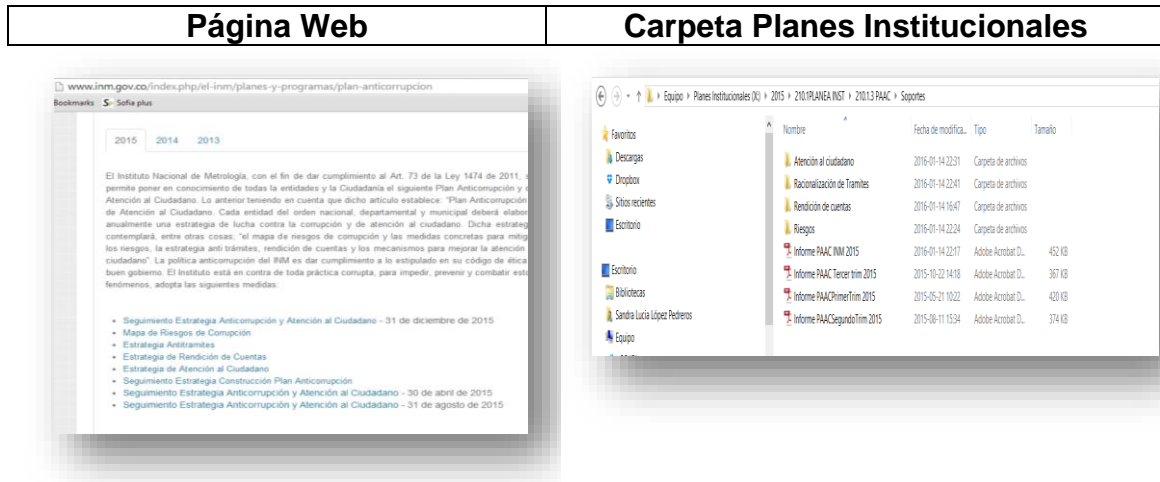 Página Web
Carpeta Planes Institucionales
www.inm.gov.co/index.php/el-inm/planes-y-programas/plan-anticorrupcion
Bookmarks Sofia plus
2015 2014 2013
El Instituto Nacional de Metrología, con el fin de dar cumplimiento al Art. 73 de la Ley 1474 de 2011,
permite poner en conocimiento de todas la entidades y la Ciudadanía el siguiente Plan Anticorrupción y
Atención al Ciudadano. Lo anterior teniendo en cuenta que dicho artículo establece: "Plan Anticorrupción
de Atención al Ciudadano. Cada entidad del orden nacional, departamental y municipal deberá elabor
anualmente una estrategia de lucha contra la corrupción y de atención al ciudadano. Dicha estrateg
contemplará, entre otras cosas; "el mapa de riesgos de corrupción y las medidas concretas para mitig
los riesgos, la estrategia anti trámites, rendición de cuentas y los mecanismos para mejorar la atención
ciudadano". La política anticorrupción del INM es dar cumplimiento a lo estipulado en su código de ética
buen gobierno. El Instituto está en contra de toda práctica corrupta, para impedir, prevenir y combatir est
fenómenos, adopta las siguientes medidas:
Seguimiento Estrategia Anticorrupción y Atención al Ciudadano - 31 de diciembre de 2015
Mapa de Riesgos de Corrupción
Estrategia Antitramites
Estrategia de Rendición de Cuentas
Estrategia de Atención al Ciudadano
Seguimiento Estrategia Construcción Plan Anticorrupción
Seguimiento Estrategia Anticorrupción y Atención al Ciudadano - 30 de abril de 2015
Seguimiento Estrategia Anticorrupción y Atención al Ciudadano - 31 de agosto de 2015
Equipo Planes Institucionales (X:) 2015 210.1PLANEA INST 210.1.3 PAAC Soportes
Favoritos
Descargas
Dropbox
Sitios recientes
Escritorio
Escritorio
Bibliotecas
Sandra Lucia López Pedreros
Equipo
Nombre Fecha de modifica... Tipo Tamaño
Atención al ciudadano 2016-01-14 22:31 Carpeta de archivos
Racionalización de Tramites 2016-01-14 22:41 Carpeta de archivos
Rendición de cuentas 2016-01-14 16:47 Carpeta de archivos
Riesgos 2016-01-14 22:24 Carpeta de archivos
Informe PAAC INM 2015 2016-01-14 22:17 Adobe Acrobat D... 452 KB
Informe PAAC Tercer trim 2015 2015-10-22 14:18 Adobe Acrobat D... 367 KB
Informe PAACPrimerTrim 2015 2015-05-21 10:22 Adobe Acrobat D... 420 KB
Informe PAACSegundoTrim 2015 2015-08-11 15:34 Adobe Acrobat D... 374 KB